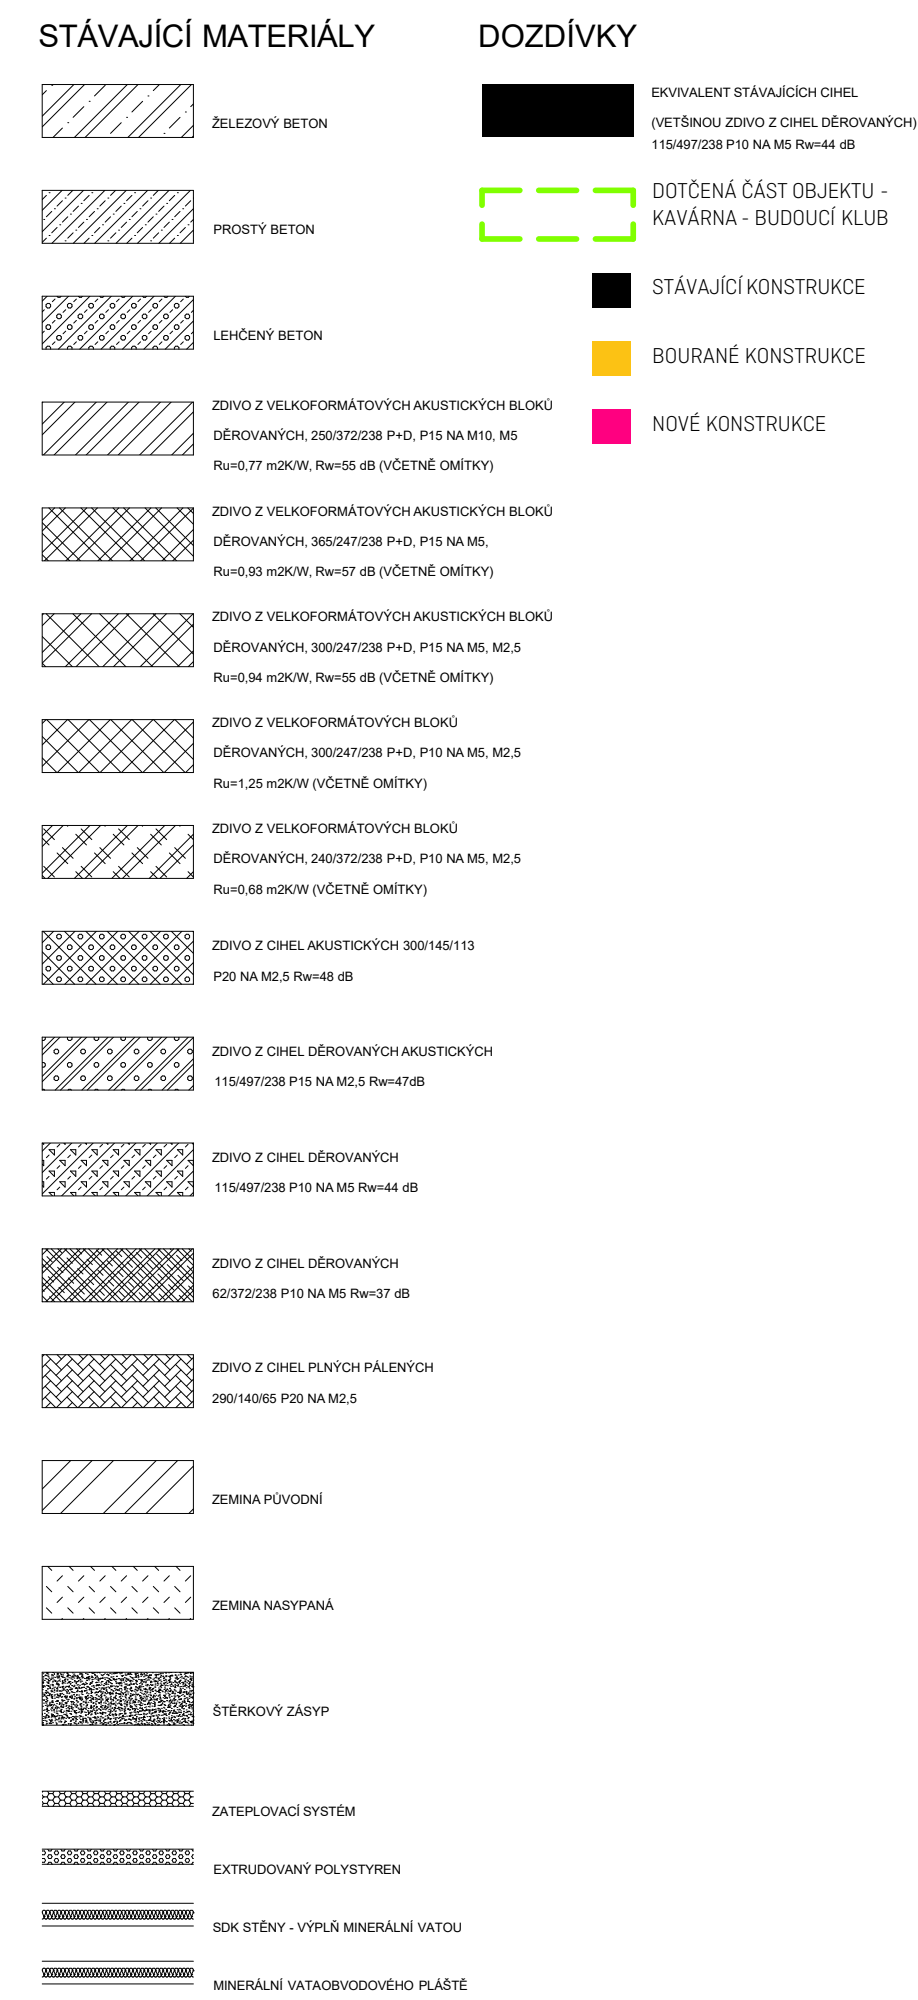 STÁVAJÍCÍ MATERIÁLY
ŽELEZOVÝ BETON
PROSTÝ BETON
LEHČENÝ BETON
ZDIVO Z VELKOFORMÁTOVÝCH AKUSTICKÝCH BLOKŮ
DĚROVANÝCH, 250/372/238 P+D, P15 NA M10, M5
Ru=0,77 m2K/W, Rw=55 dB (VČETNĚ OMÍTKY)
ZDIVO Z VELKOFORMÁTOVÝCH AKUSTICKÝCH BLOKŮ
DĚROVANÝCH, 365/247/238 P+D, P15 NA M5,
Ru=0,93 m2K/W, Rw=57 dB (VČETNĚ OMÍTKY)
ZDIVO Z VELKOFORMÁTOVÝCH AKUSTICKÝCH BLOKŮ
DĚROVANÝCH, 300/247/238 P+D, P15 NA M5, M2,5
Ru=0,94 m2K/W, Rw=55 dB (VČETNĚ OMÍTKY)
ZDIVO Z VELKOFORMÁTOVÝCH BLOKŮ
DĚROVANÝCH, 300/247/238 P+D, P10 NA M5, M2,5
Ru=1,25 m2K/W (VČETNĚ OMÍTKY)
ZDIVO Z VELKOFORMÁTOVÝCH BLOKŮ
DĚROVANÝCH, 240/372/238 P+D, P10 NA M5, M2,5
Ru=0,68 m2K/W (VČETNĚ OMÍTKY)
ZDIVO Z CIHEL AKUSTICKÝCH 300/145/113
P20 NA M2,5 Rw=48 dB
ZDIVO Z CIHEL DĚROVANÝCH AKUSTICKÝCH
115/497/238 P15 NA M2,5 Rw=47dB
ZDIVO Z CIHEL DĚROVANÝCH
115/497/238 P10 NA M5 Rw=44 dB
ZDIVO Z CIHEL DĚROVANÝCH
62/372/238 P10 NA M5 Rw=37 dB
ZDIVO Z CIHEL PLNÝCH PÁLENÝCH
290/140/65 P20 NA M2,5
ZEMINA PŮVODNÍ
ZEMINA NASYPANÁ
ŠTĚRKOVÝ ZÁSYP
ZATEPLOVACÍ SYSTÉM
EXTRUDOVANÝ POLYSTYREN
SDK STĚNY - VÝPLŇ MINERÁLNÍ VATOU
MINERÁLNÍ VATAOBVODOVÉHO PLÁŠTĚ
DOZDÍVKY
EKVIVALENT STÁVAJÍCÍCH CIHEL
(VETŠINOU ZDIVO Z CIHEL DĚROVANÝCH)
115/497/238 P10 NA M5 Rw=44 dB
DOTČENÁ ČÁST OBJEKTU -
KAVÁRNA - BUDOUCÍ KLUB
STÁVAJÍCÍ KONSTRUKCE
BOURANÉ KONSTRUKCE
NOVÉ KONSTRUKCE